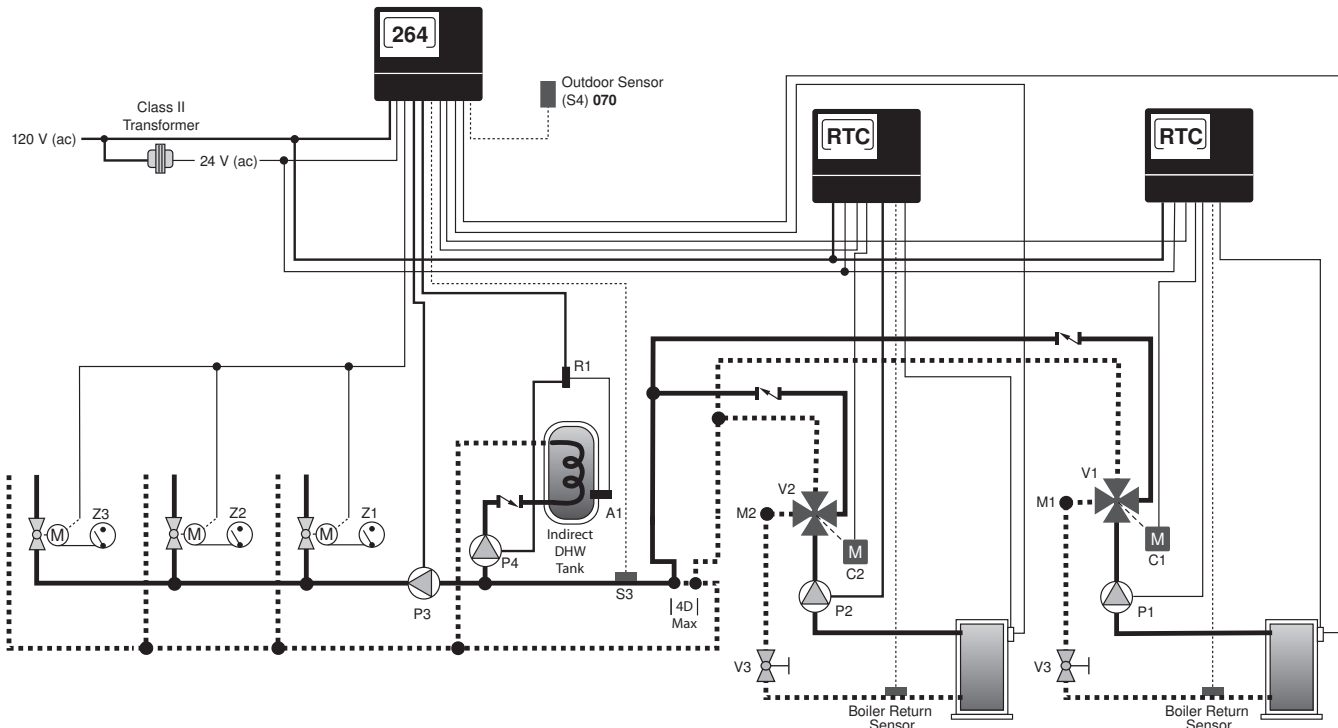 264
Outdoor Sensor
(S4) 070
Class II
Transformer
120 V (ac)
24 V (ac)
RTC
RTC
R1
A1
Indirect
DHW
Tank
Z3
M
Z2
M
Z1
M
P4
P3
S3
4D
Max
V2
M2
M
C2
P2
V3
Boiler Return
Sensor
V1
M1
M
C1
P1
V3
Boiler Return
Sensor